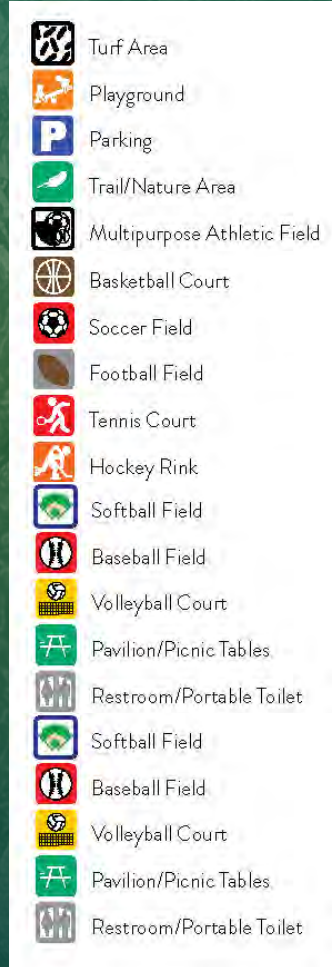 Turf Area
Playground
P Parking
Trail/Nature Area
Multipurpose Athletic Field
Basketball Court
Soccer Field
Football Field
Tennis Court
Hockey Rink
Softball Field
Baseball Field
Volleyball Court
Pavilion/Picnic Tables
Restroom/Portable Toilet
Softball Field
Baseball Field
Volleyball Court
Pavilion/Picnic Tables
Restroom/Portable Toilet